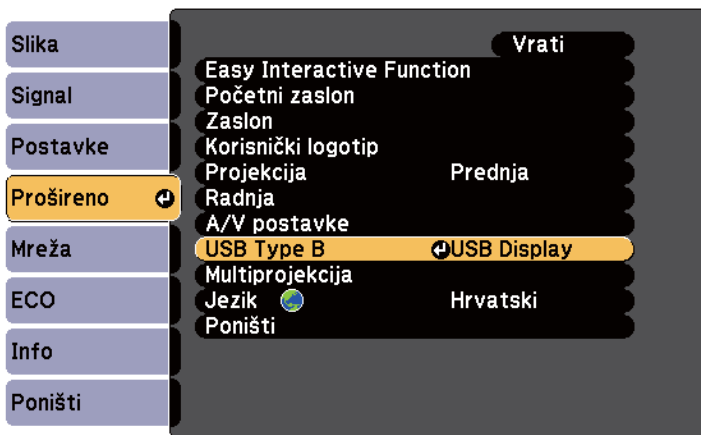 Slika
Signal
Postavke
Prošireno
Mreža
ECO
Info
Poništi
Vrati
Easy Interactive Function
Početni zaslon
Zaslon
Korisnički logotip
Projekcija Prednja
Radnja
A/V postavke
USB Type B USB Display
Multiprojekcija
Jezik Hrvatski
Poništi